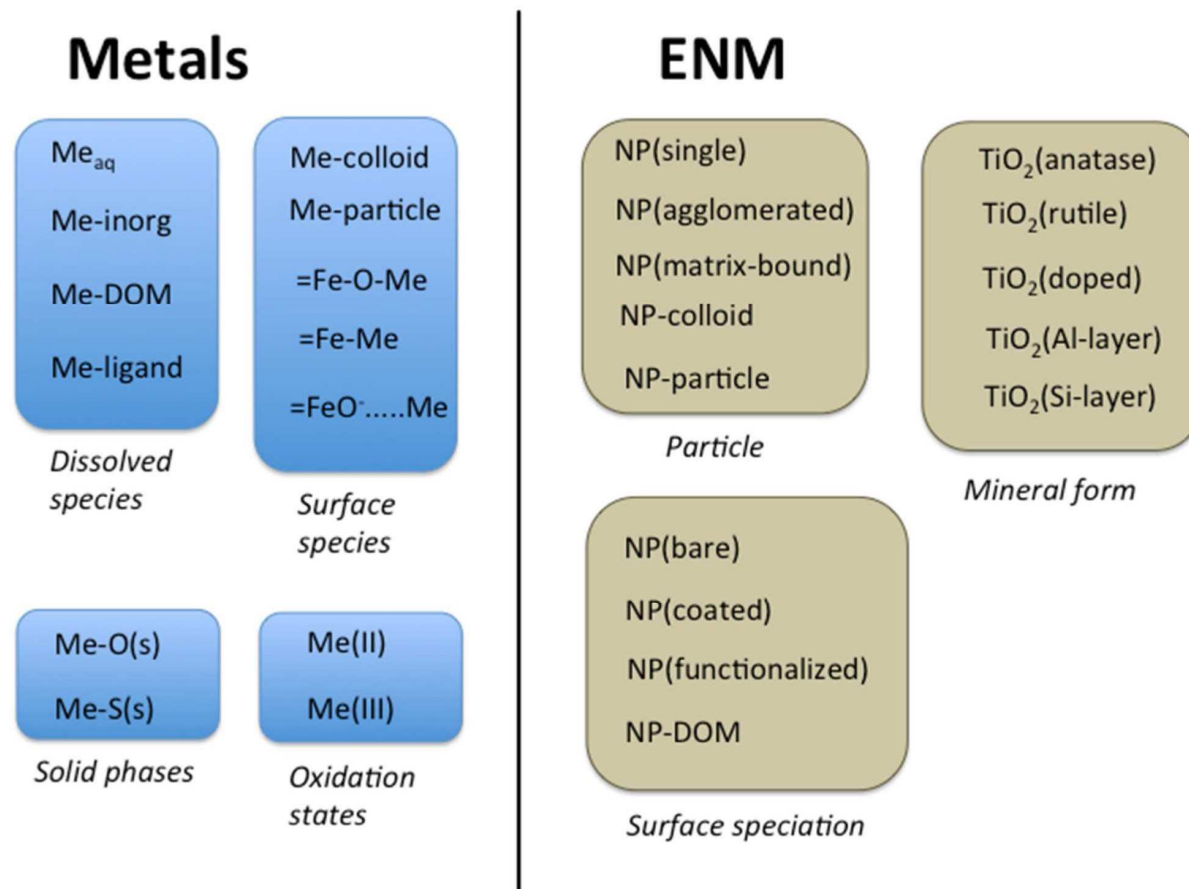 Metals
Me_aq
Me-inorg
Me-DOM
Me-ligand
Dissolved
species
Me-colloid
Me-particle
=Fe-O-Me
=Fe-Me
=FeO⁻.....Me
Surface
species
Me-O(s)
Me-S(s)
Solid phases
Me(II)
Me(III)
Oxidation
states
ENM
NP(single)
NP(agglomerated)
NP(matrix-bound)
NP-colloid
NP-particle
Particle
TiO₂(anatase)
TiO₂(rutile)
TiO₂(doped)
TiO₂(Al-layer)
TiO₂(Si-layer)
Mineral form
NP(bare)
NP(coated)
NP(functionalized)
NP-DOM
Surface speciation